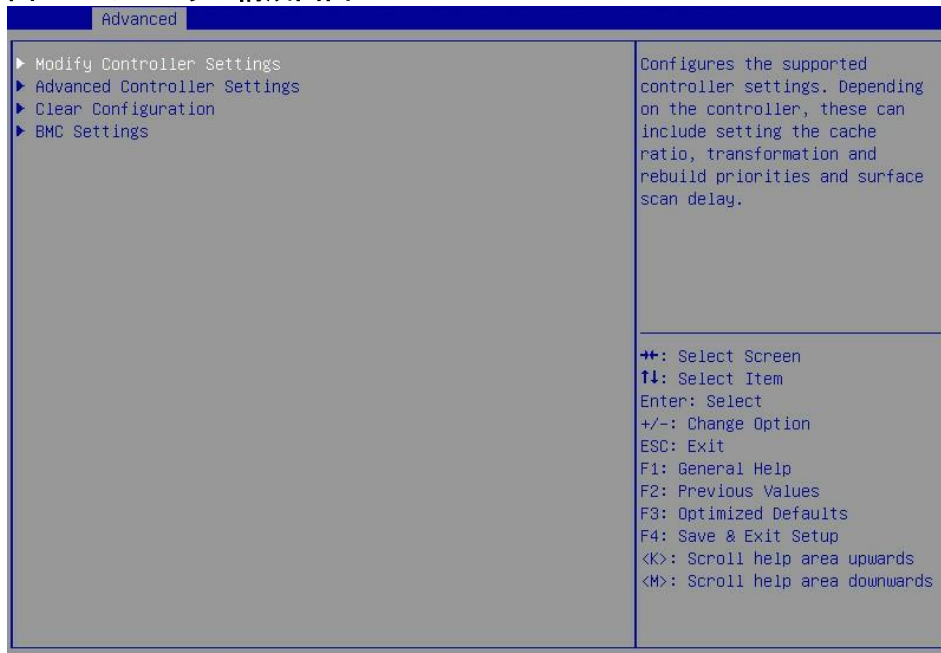 Advanced
Modify Controller Settings
Advanced Controller Settings
Clear Configuration
BMC Settings
Configures the supported
controller settings. Depending
on the controller, these can
include setting the cache
ratio, transformation and
rebuild priorities and surface
scan delay.
→←: Select Screen
↑↓: Select Item
Enter: Select
+/-: Change Option
ESC: Exit
F1: General Help
F2: Previous Values
F3: Optimized Defaults
F4: Save & Exit Setup
<K>: Scroll help area upwards
<M>: Scroll help area downwards